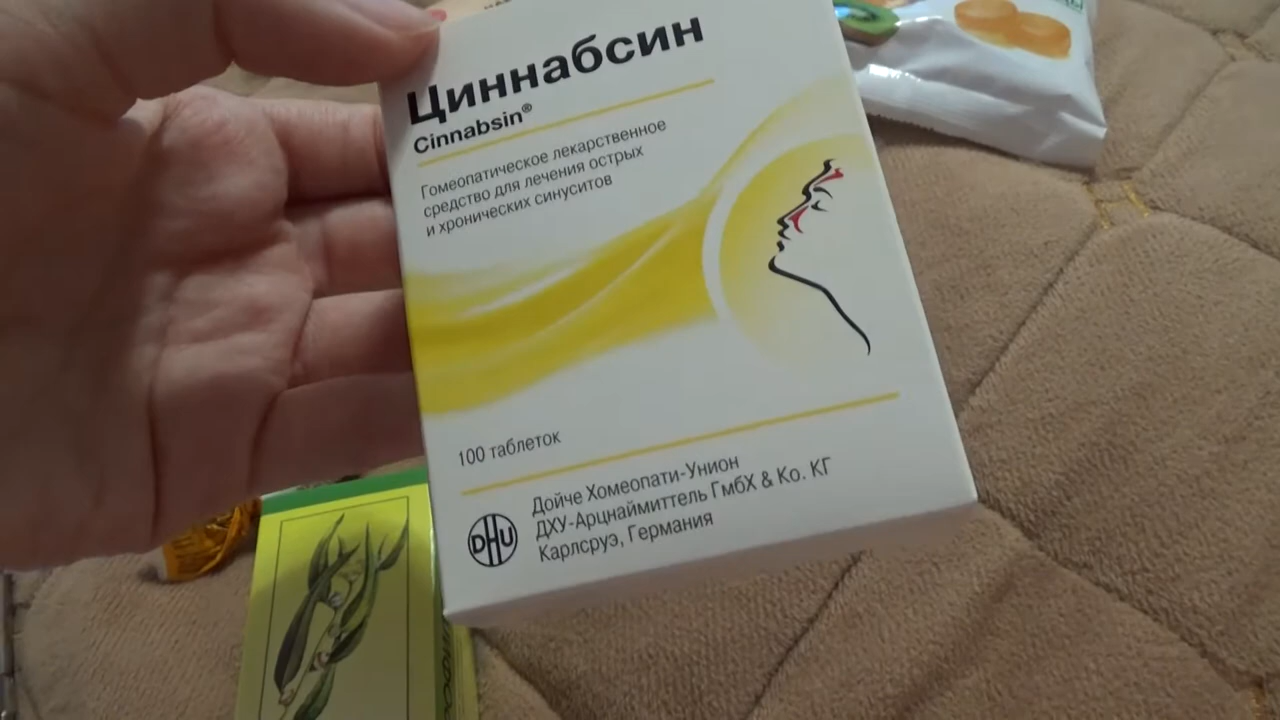 Циннабсин
Cinnabsin®
Гомеопатическое лекарственное
средство для лечения острых
и хронических синуситов
100 таблеток
Дойче Хомеопати-Унион
ДХУ-Арцнаймиттель ГмбХ & Ко. КГ
Карлсруэ, Германия
DHU